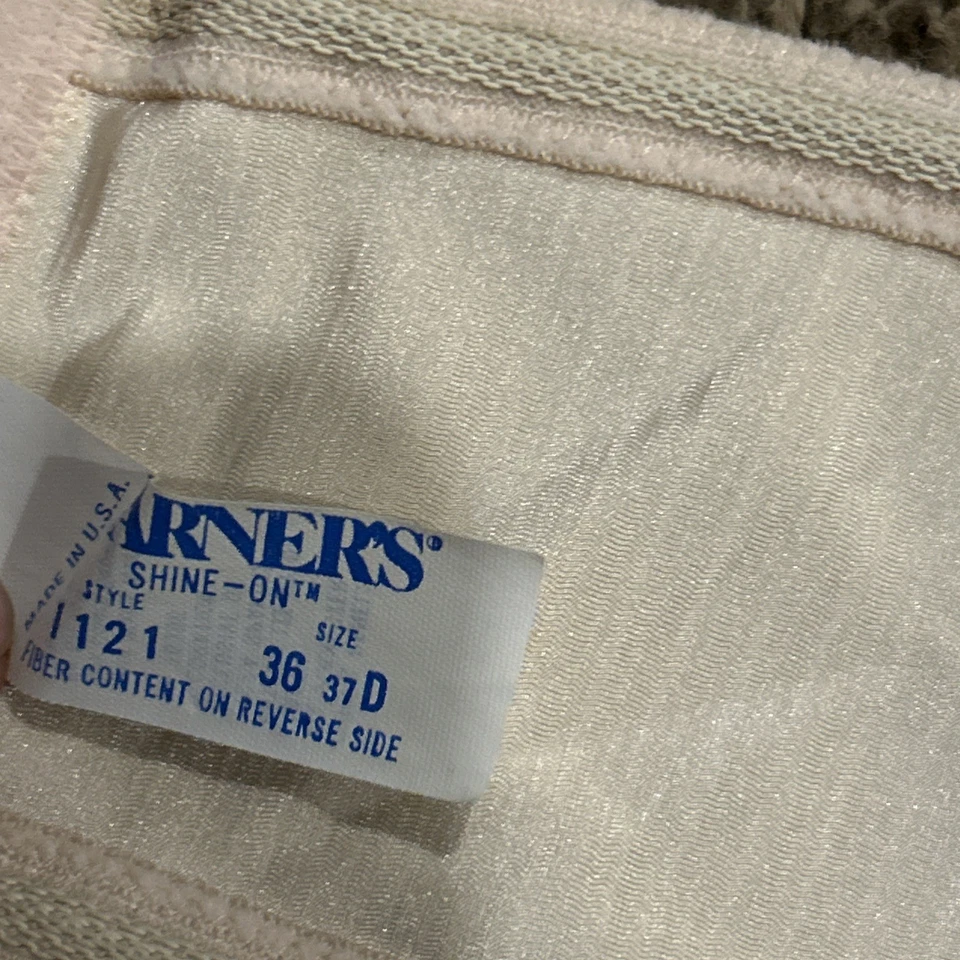 ARNER'S®
SHINE-ON™
STYLE SIZE
1121 36 37D
FIBER CONTENT ON REVERSE SIDE
MADE IN U.S.A.